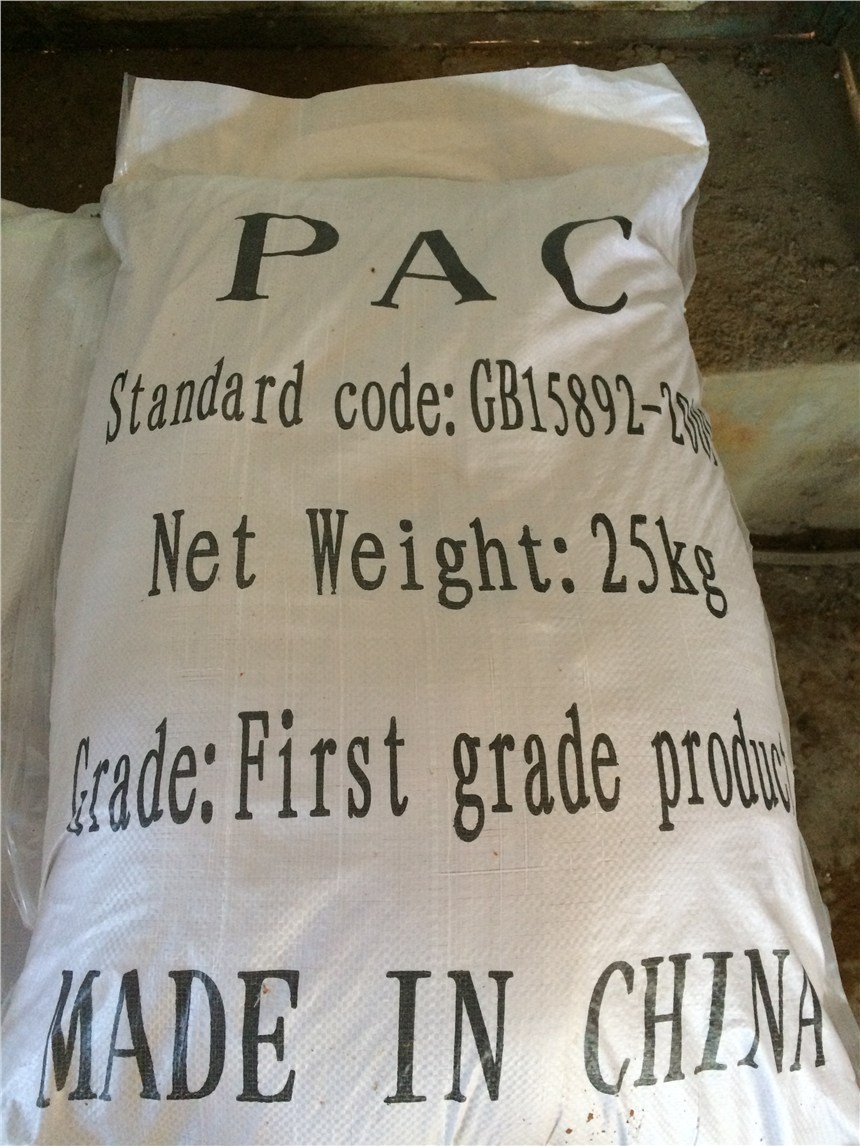 PAC
Standard code: GB15892-
Net Weight: 25kg
Grade: First grade product
MADE IN CHINA